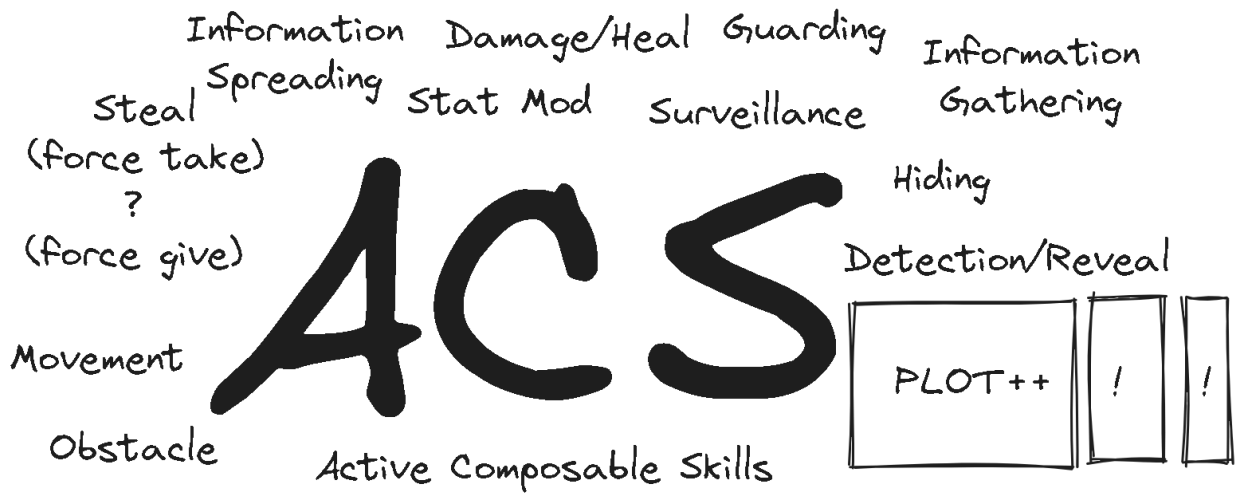 Information
Spreading
Damage/Heal
Guarding
Information
Gathering
Steal
(force take)
?
(force give)
Stat Mod
Surveillance
Hiding
ACS
Detection/Reveal
Movement
PLOT++
!
!
Obstacle
Active Composable Skills